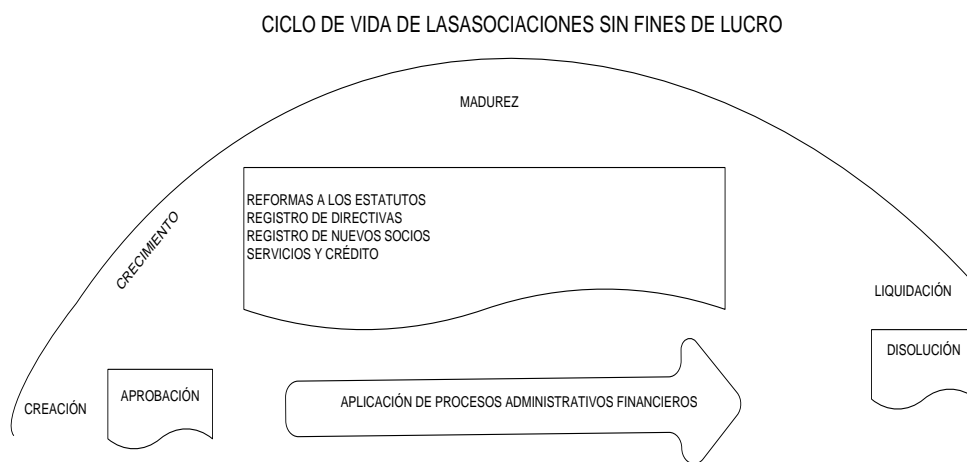 CICLO DE VIDA DE LASASOCIACIONES SIN FINES DE LUCRO
MADUREZ
REFORMAS A LOS ESTATUTOS
REGISTRO DE DIRECTIVAS
REGISTRO DE NUEVOS SOCIOS
SERVICIOS Y CRÉDITO
CRECIMIENTO
LIQUIDACIÓN
DISOLUCIÓN
APROBACIÓN
CREACIÓN
APLICACIÓN DE PROCESOS ADMINISTRATIVOS FINANCIEROS